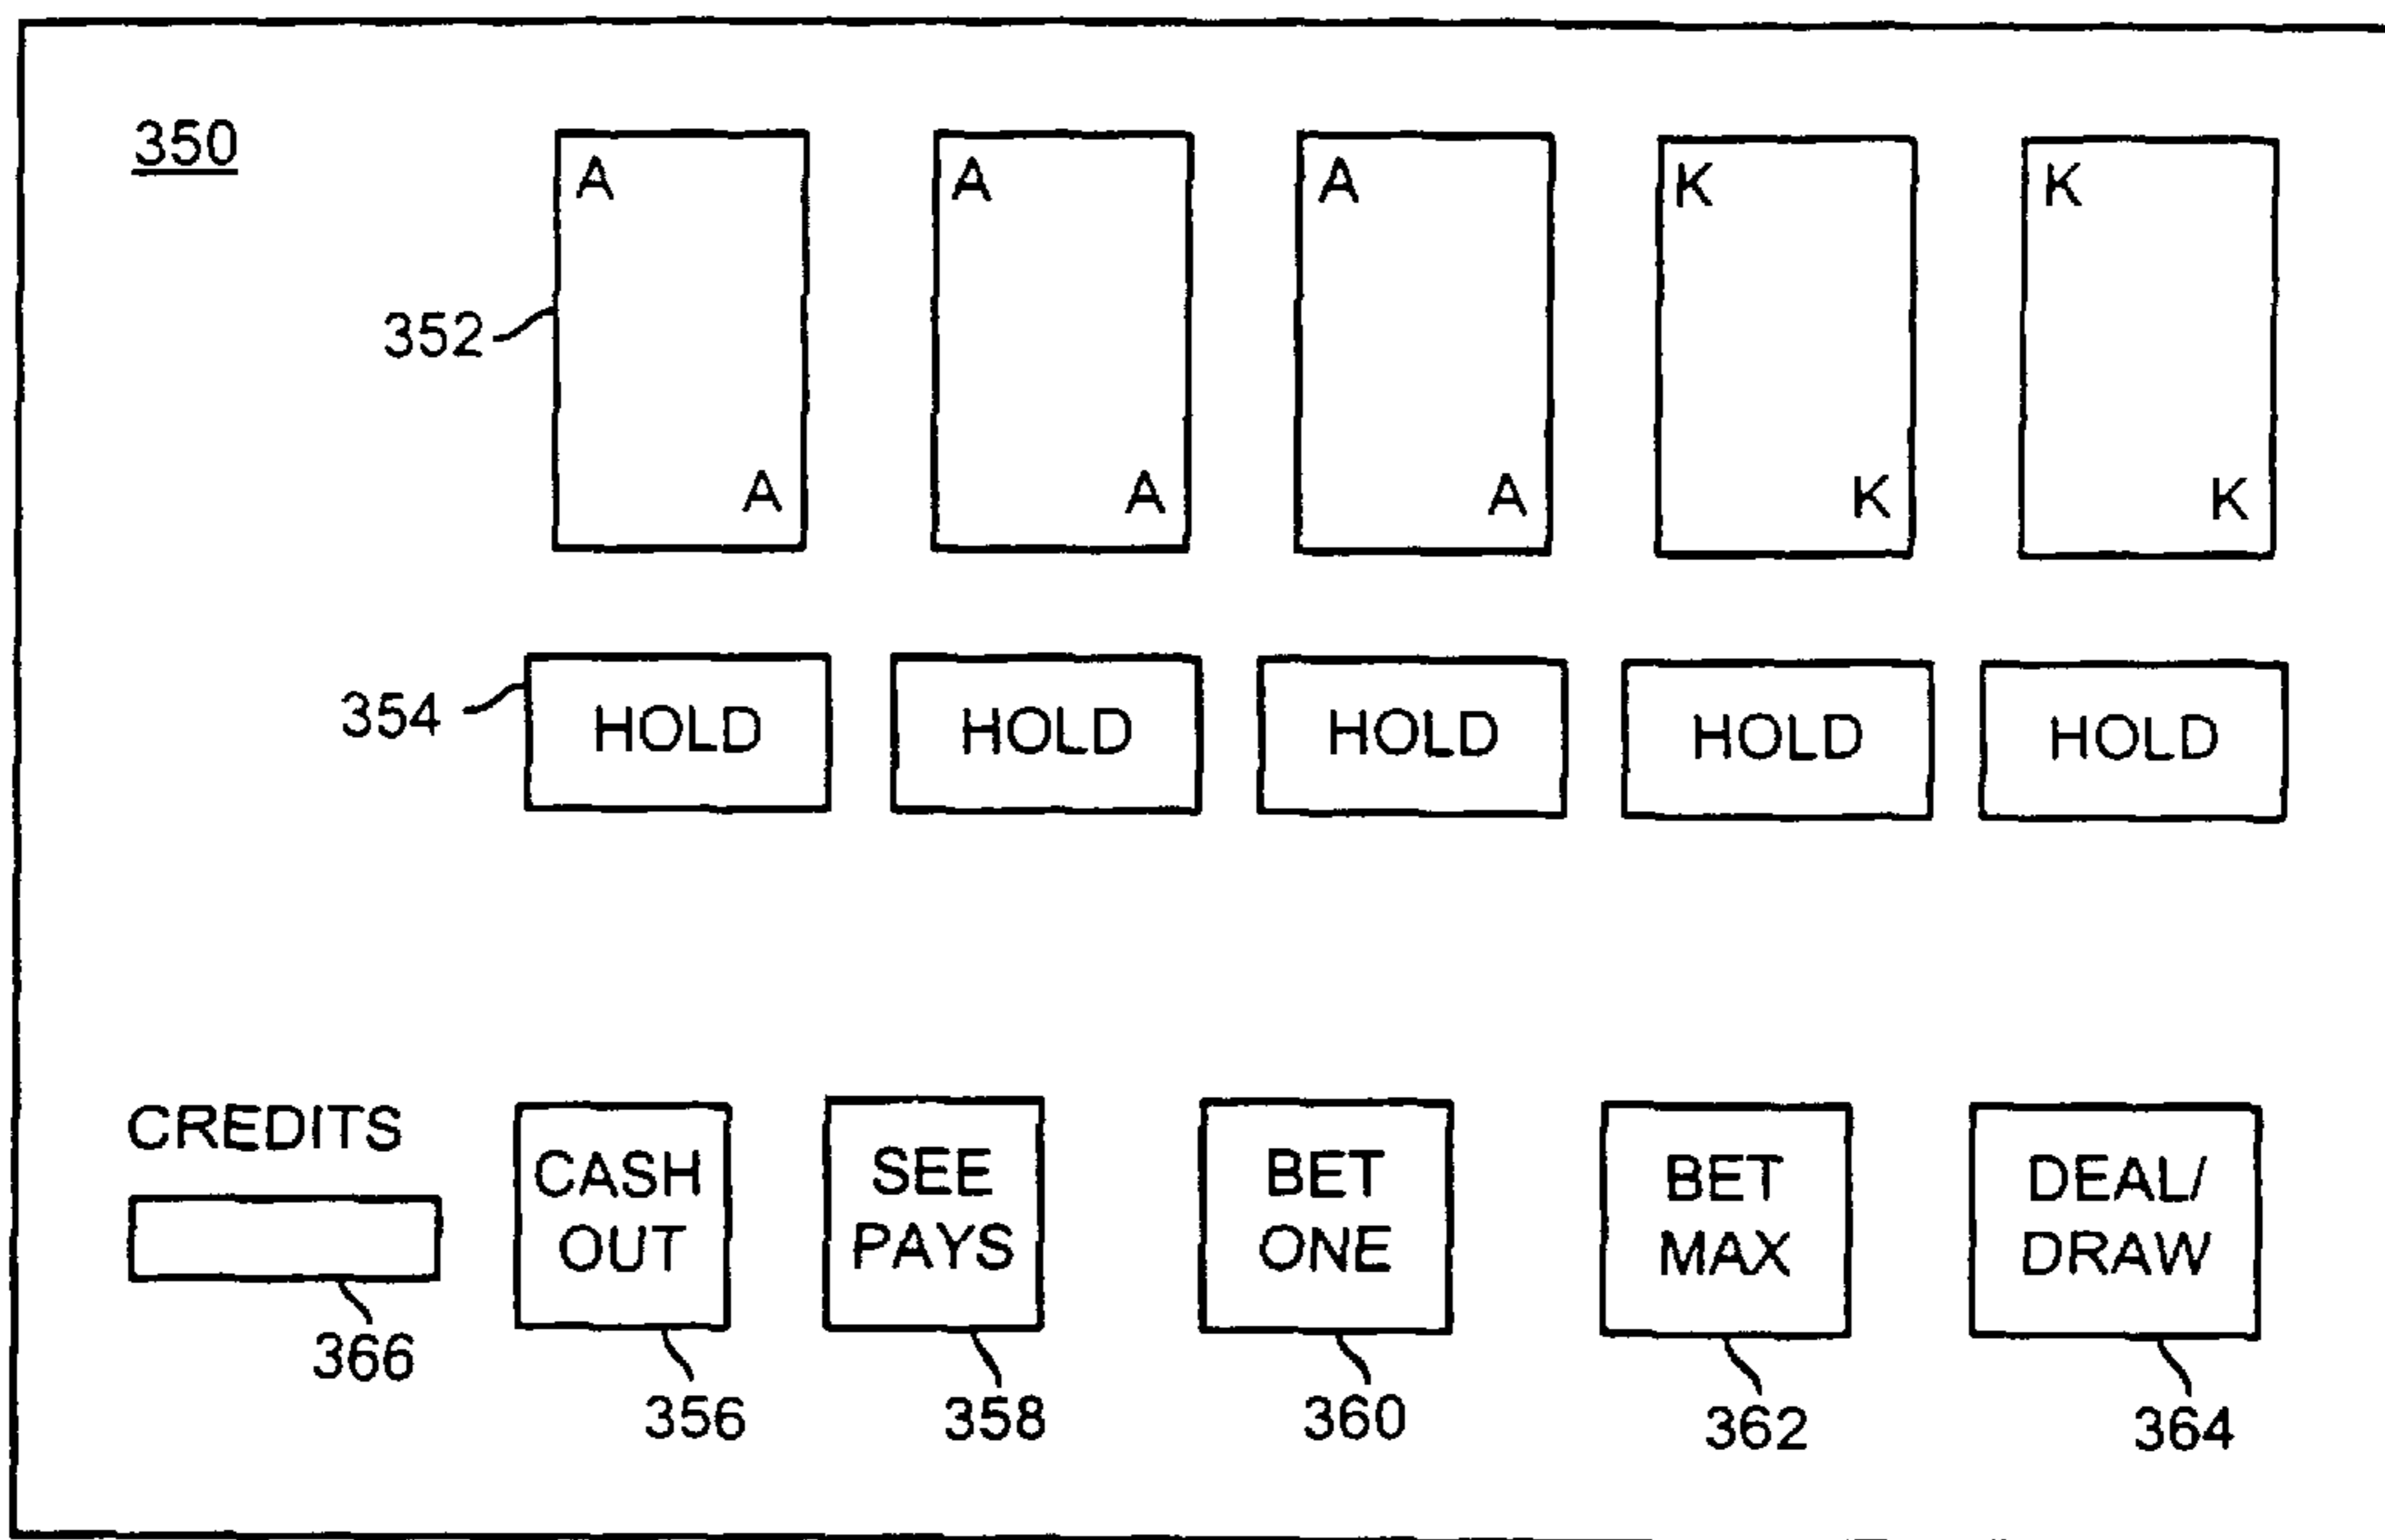 350
A A A K K
352
A A A K K
354 HOLD HOLD HOLD HOLD HOLD
CREDITS
CASH OUT
SEE PAYS
BET ONE
BET MAX
DEAL/ DRAW
366
356 358 360 362 364